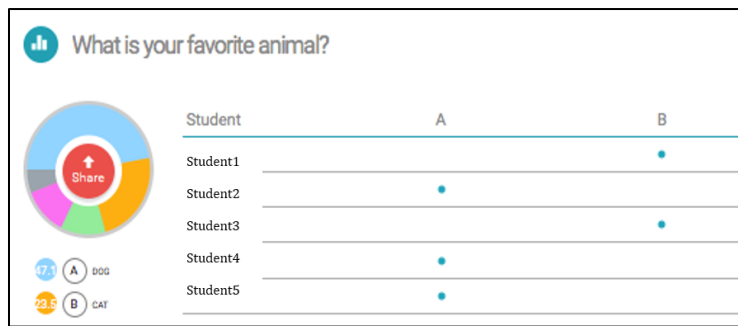 What is your favorite animal?
Student A B
Share
Student1
Student2
Student3
Student4
Student5
47.1 A DOG
23.5 B CAT